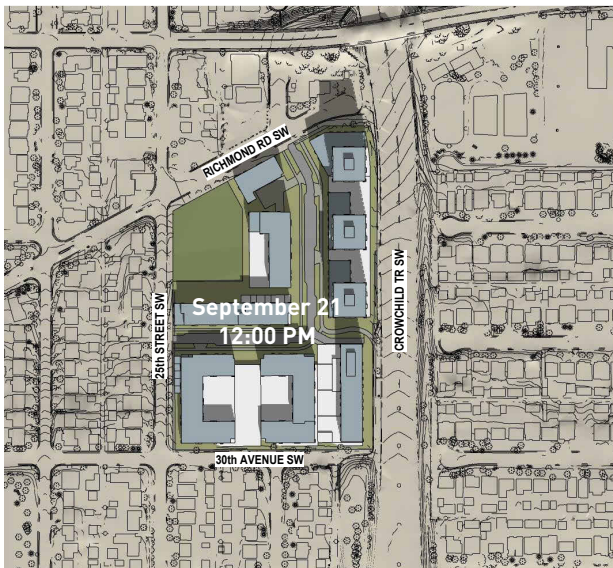 RICHMOND RD SW
CROWCHILD TR SW
25th STREET SW
September 21
12:00 PM
30th AVENUE SW